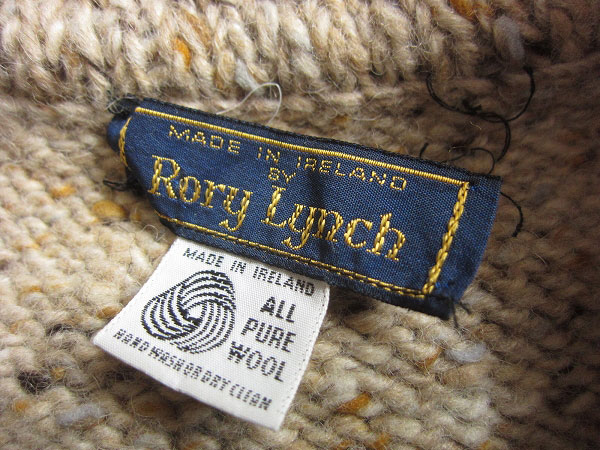 MADE IN IRELAND
BY
Rory Lynch
MADE IN IRELAND
ALL
PURE
WOOL
HAND WASH OR DRY CLEAN